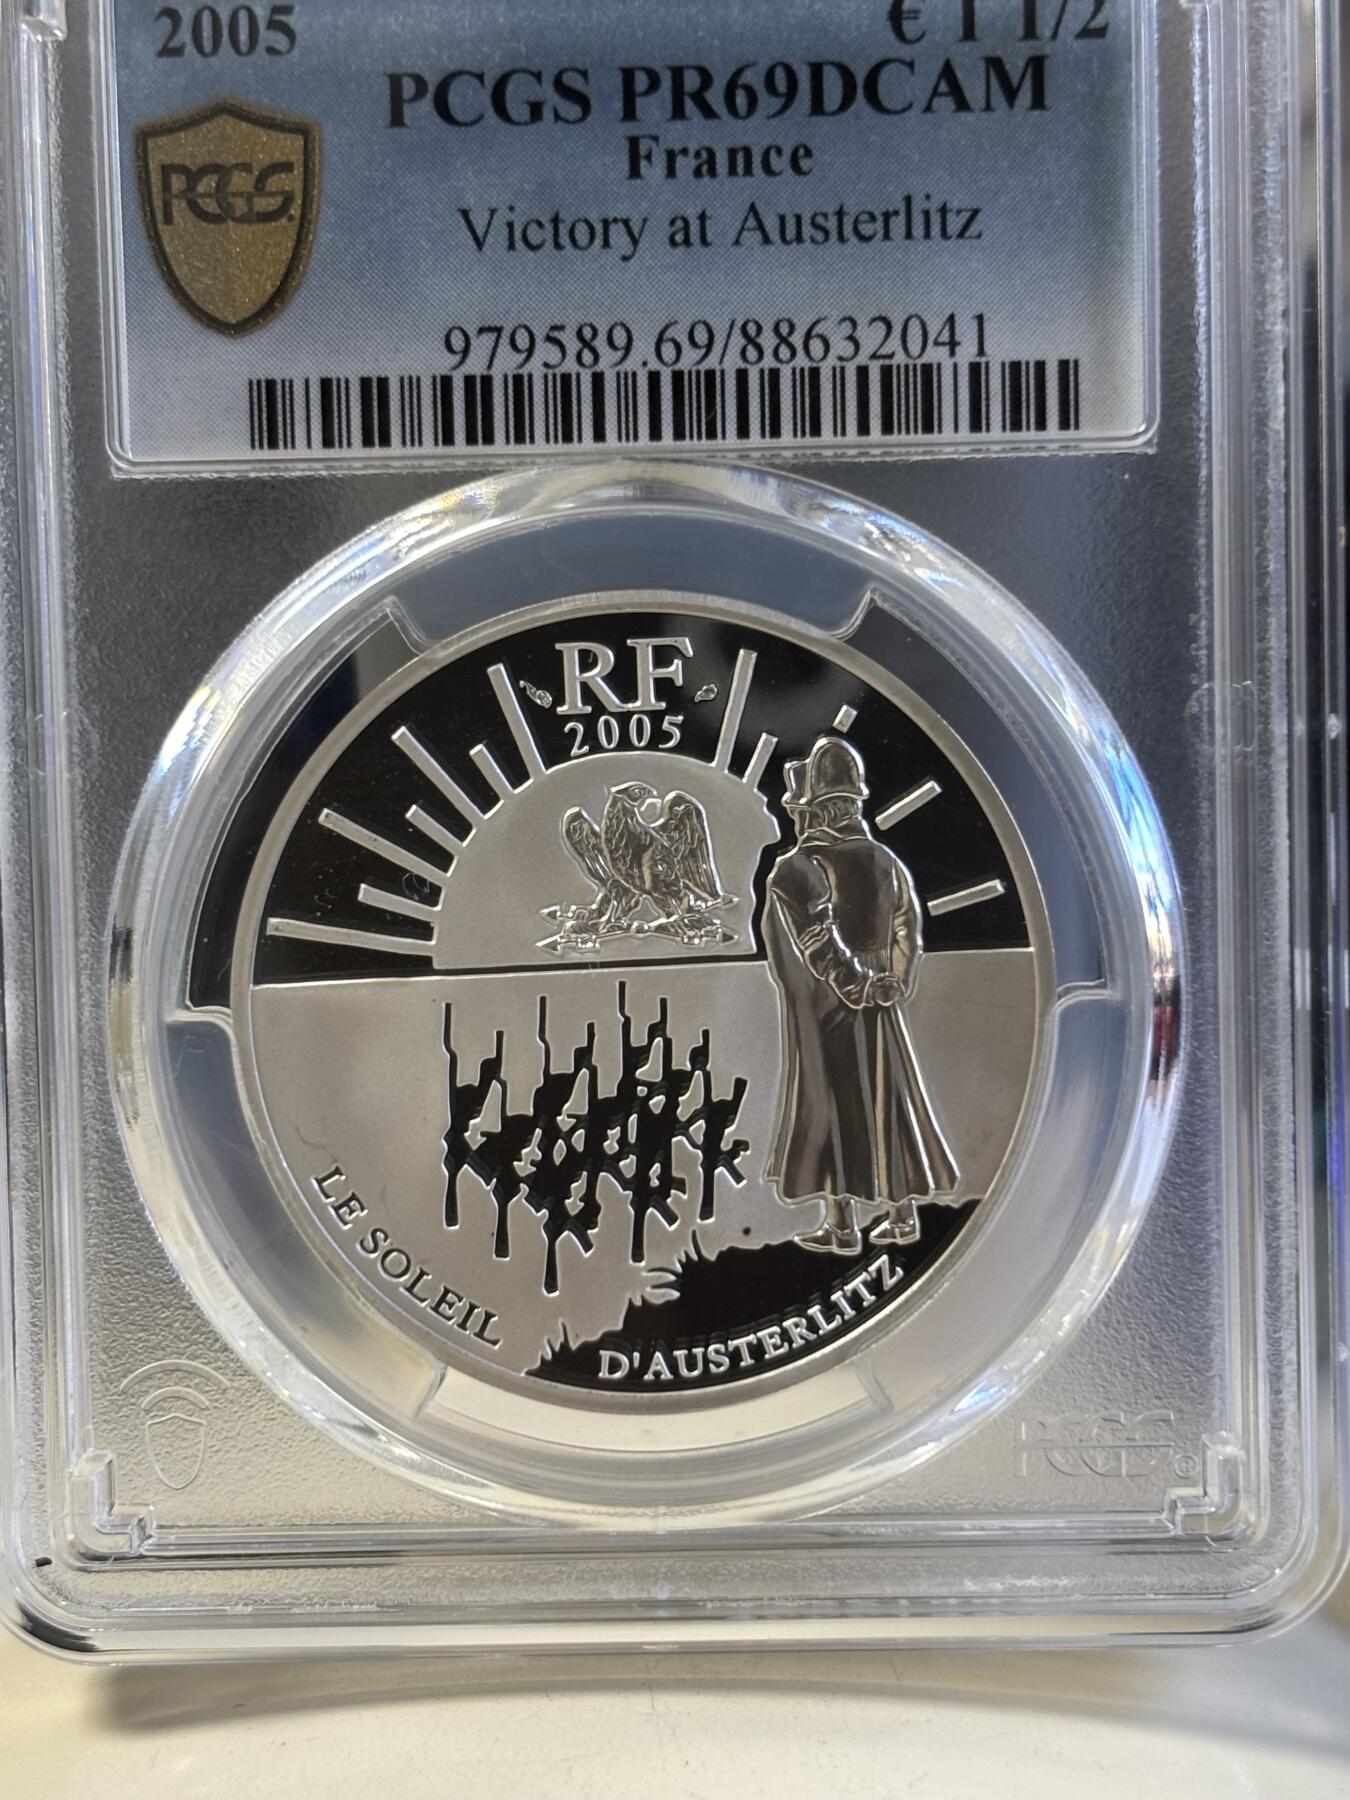 2005 € 1 1/2
PCGS PR69DCAM
France
PCGS
Victory at Austerlitz
979589.69/88632041
RF
2005
LE SOLEIL D'AUSTERLITZ
PCGS®